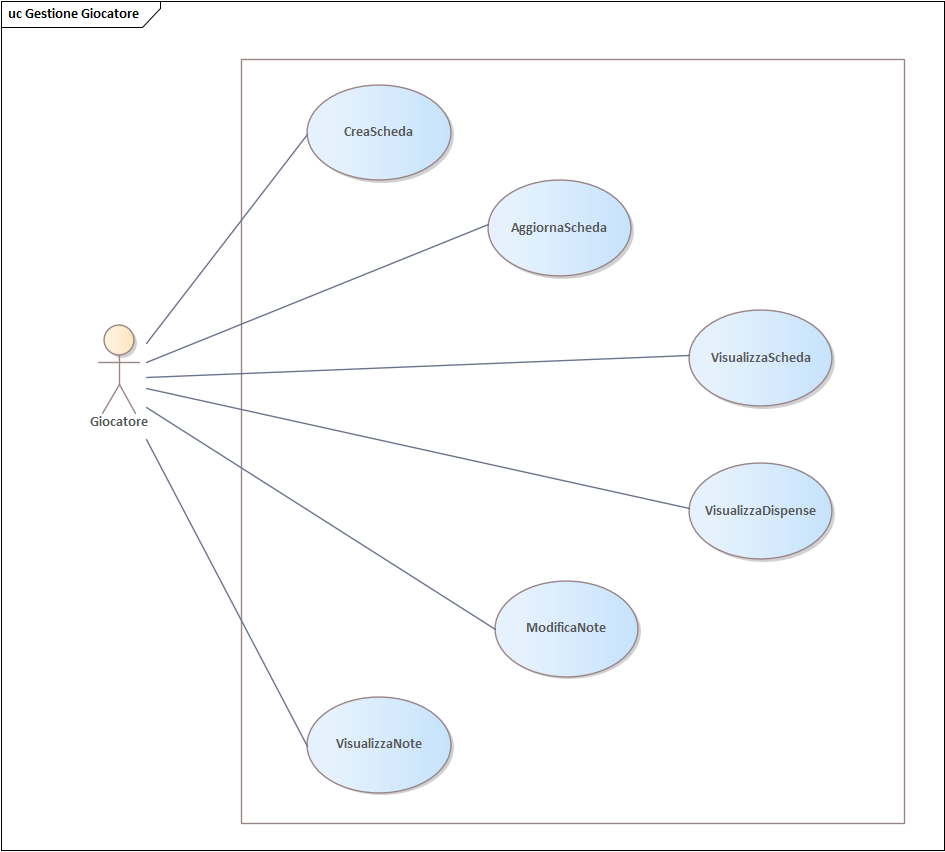 uc Gestione Giocatore
CreaScheda
AggiornaScheda
VisualizzaScheda
Giocatore
VisualizzaDispense
ModificaNote
VisualizzaNote